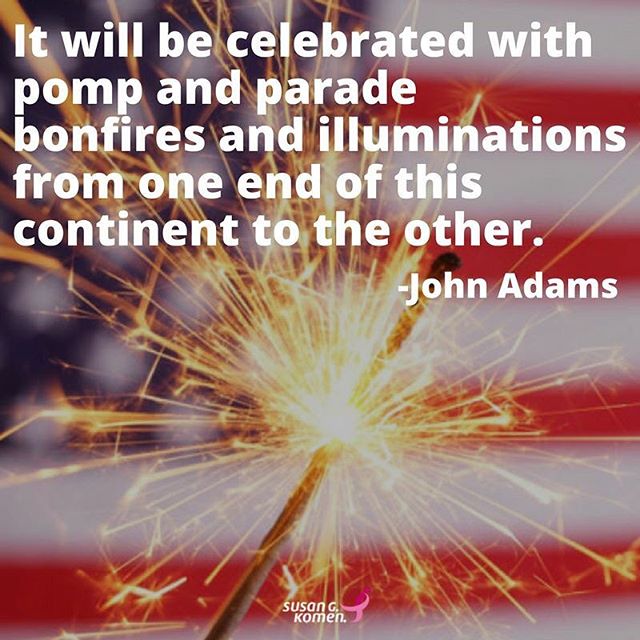 It will be celebrated with
pomp and parade
bonfires and illuminations
from one end of this
continent to the other.
-John Adams
susan G.
komen.